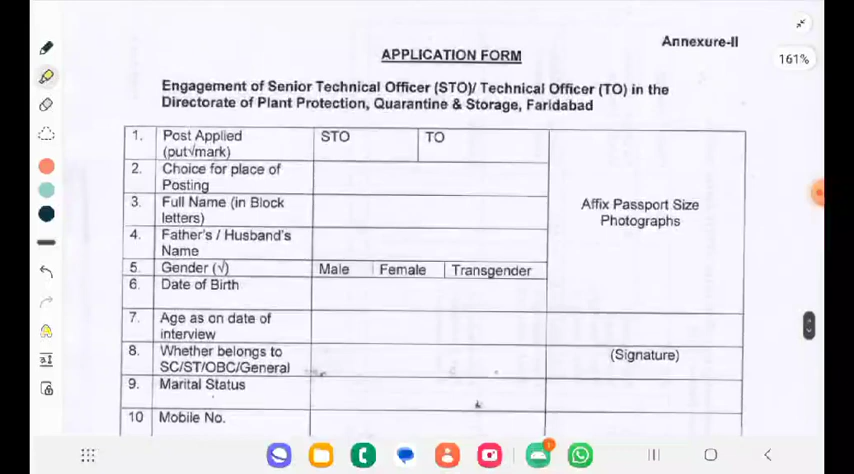 Annexure-II
161%
APPLICATION FORM
Engagement of Senior Technical Officer (STO)/ Technical Officer (TO) in the
Directorate of Plant Protection, Quarantine & Storage, Faridabad
1. Post Applied STO TO
(put√mark)
2. Choice for place of
Posting
3. Full Name (in Block
letters)
Affix Passport Size
Photographs
4. Father's / Husband's
Name
5. Gender (√) Male Female Transgender
6. Date of Birth
7. Age as on date of
interview
8. Whether belongs to
SC/ST/OBC/General
(Signature)
9. Marital Status
10 Mobile No.